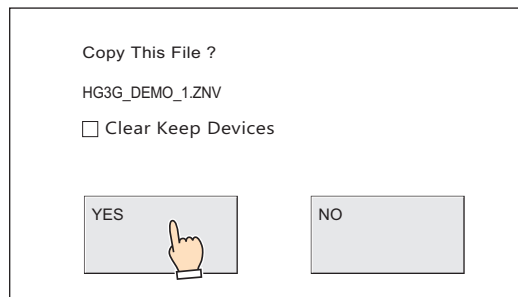 Copy This File ?
HG3G_DEMO_1.ZNV
Clear Keep Devices
YES
NO